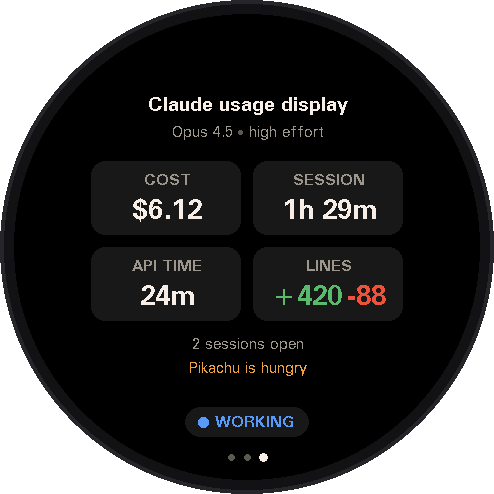 Claude usage display
Opus 4.5 • high effort
COST
$6.12
SESSION
1h 29m
API TIME
24m
LINES
+420 -88
2 sessions open
Pikachu is hungry
WORKING